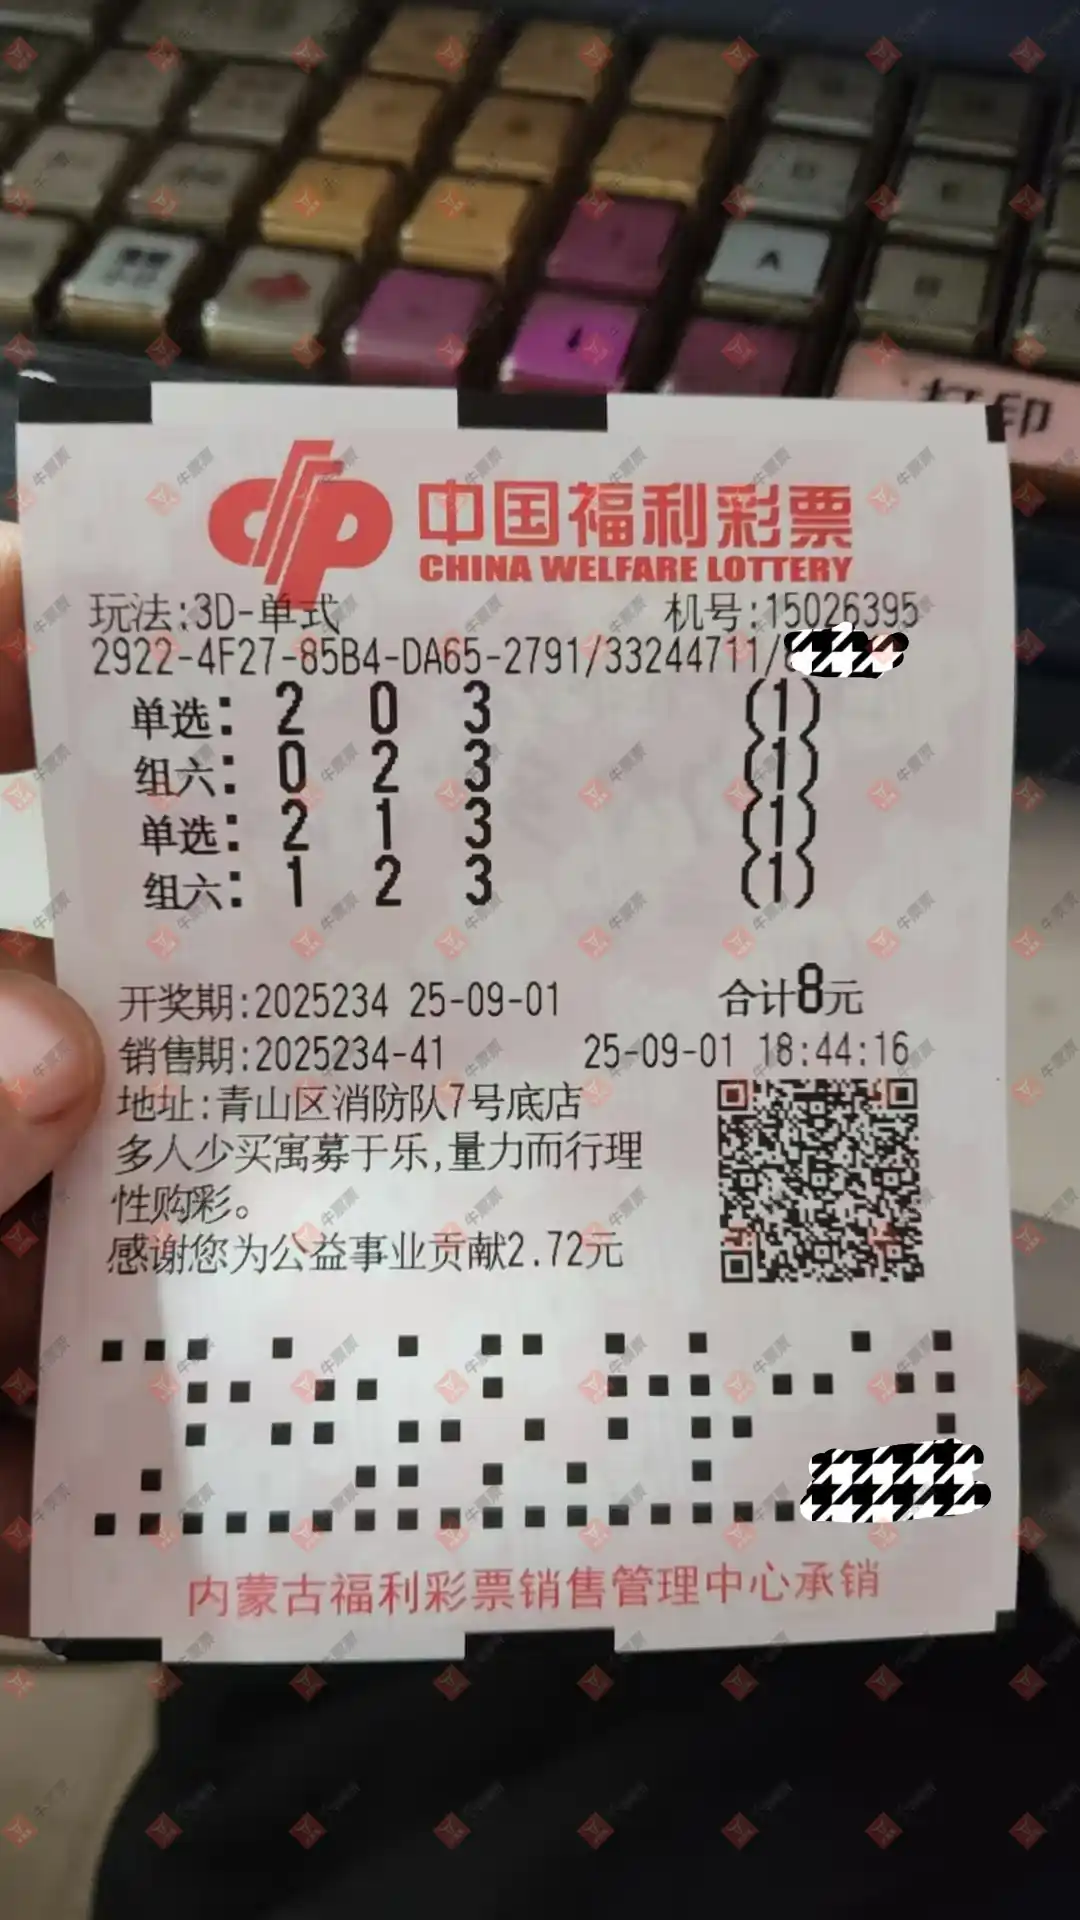 A
打印
中国福利彩票
CHINA WELFARE LOTTERY
玩法:3D-单式 机号:15026395
2922-4F27-85B4-DA65-2791/33244711/
单选: 2 0 3 (1)
组六: 0 2 3 (1)
单选: 2 1 3 (1)
组六: 1 2 3 (1)
开奖期:2025234 25-09-01 合计8元
销售期:2025234-41 25-09-01 18:44:16
地址:青山区消防队7号底店
多人少买寓募于乐,量力而行理
性购彩。
感谢您为公益事业贡献2.72元
内蒙古福利彩票销售管理中心承销
牛票票